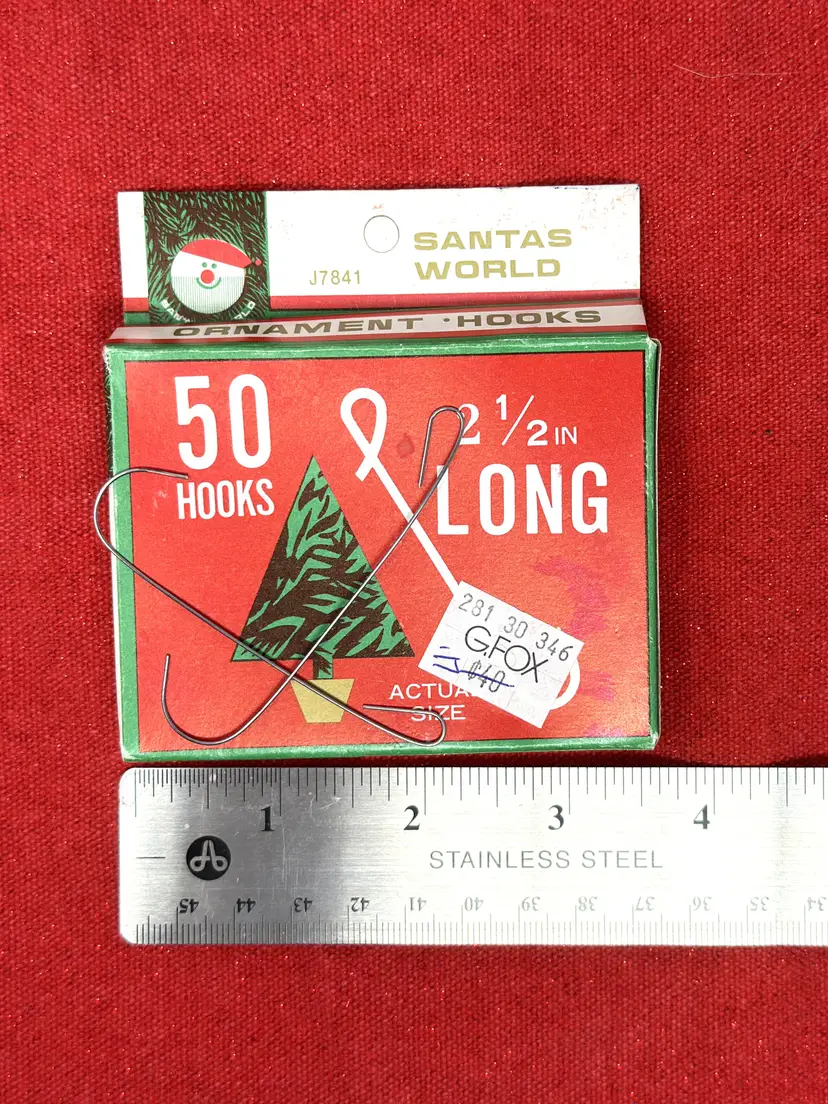 SANTAS
WORLD
J7841
ORNAMENT · HOOKS
50
HOOKS
2 1/2 IN
LONG
281 30 346
G.FOX
¢40
SIZE
1 2 3 4
STAINLESS STEEL
45 44 43 42 41 40 39 38 37 36 35 34